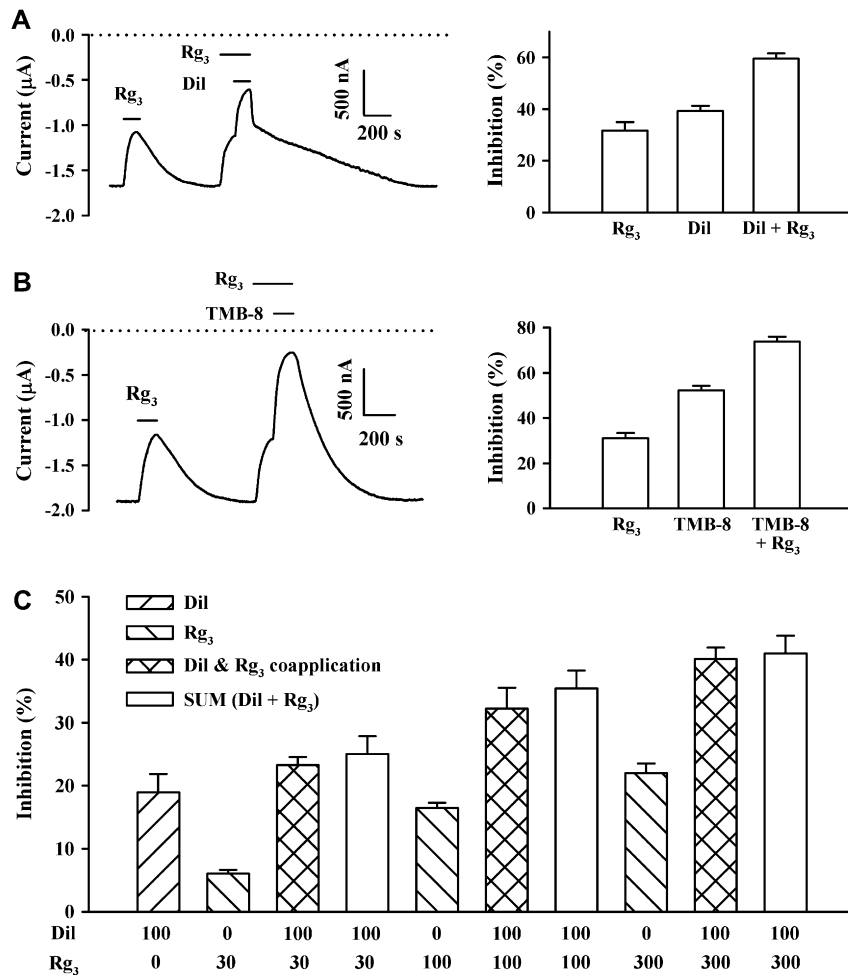 A
0.0
-0.5
-1.0
-1.5
-2.0
Current (μA)
Rg3
Rg3
Dil
500 nA
200 s
60
40
20
0
Inhibition (%)
Rg3 Dil Dil + Rg3
B
0.0
-0.5
-1.0
-1.5
-2.0
Current (μA)
Rg3
Rg3
TMB-8
500 nA
200 s
80
60
40
20
0
Inhibition (%)
Rg3 TMB-8 TMB-8
+ Rg3
C
50
40
30
20
10
0
Inhibition (%)
Dil
Rg3
Dil & Rg3 coapplication
SUM (Dil + Rg3)
Dil 100 0 100 100 0 100 100 0 100 100
Rg3 0 30 30 30 100 100 100 300 300 300